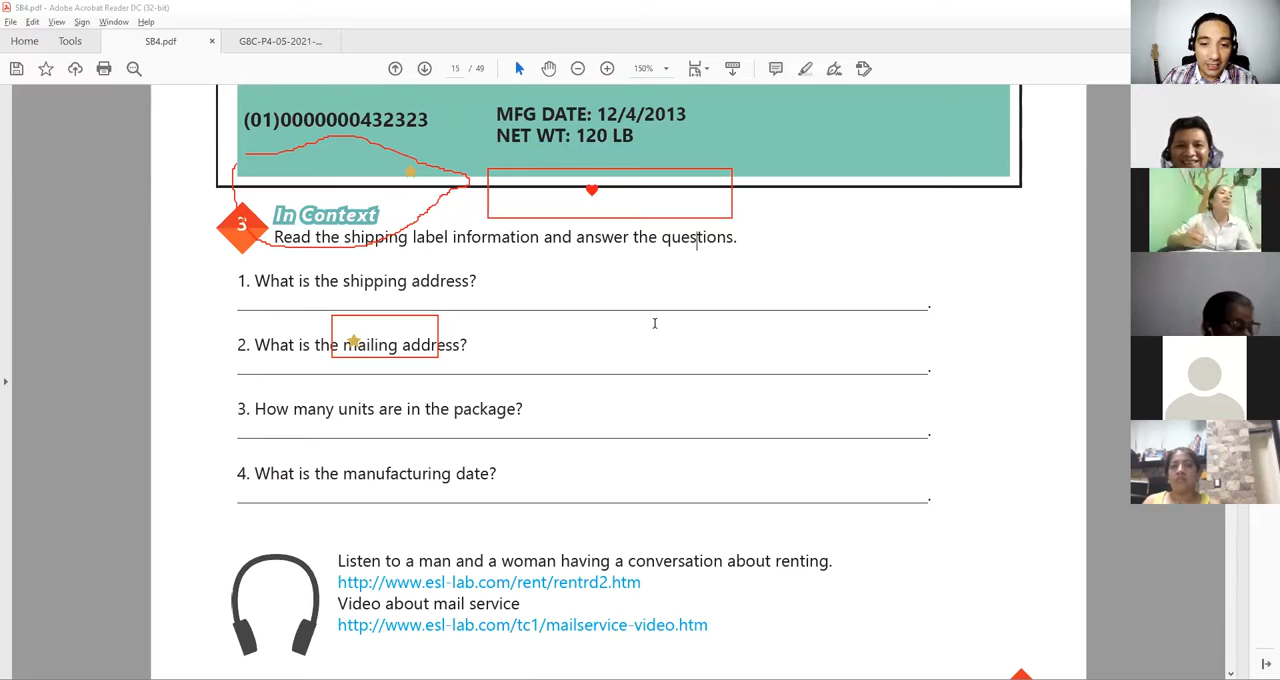 SB4.pdf - Adobe Acrobat Reader DC (32-bit)
File Edit View Sign Window Help
Home Tools SB4.pdf × GBC-P4-05-2021-...
15 / 49 150%
(01)0000000432323
MFG DATE: 12/4/2013
NET WT: 120 LB
3 In Context
Read the shipping label information and answer the questions.
1. What is the shipping address?
2. What is the mailing address?
3. How many units are in the package?
4. What is the manufacturing date?
Listen to a man and a woman having a conversation about renting.
http://www.esl-lab.com/rent/rentrd2.htm
Video about mail service
http://www.esl-lab.com/tc1/mailservice-video.htm